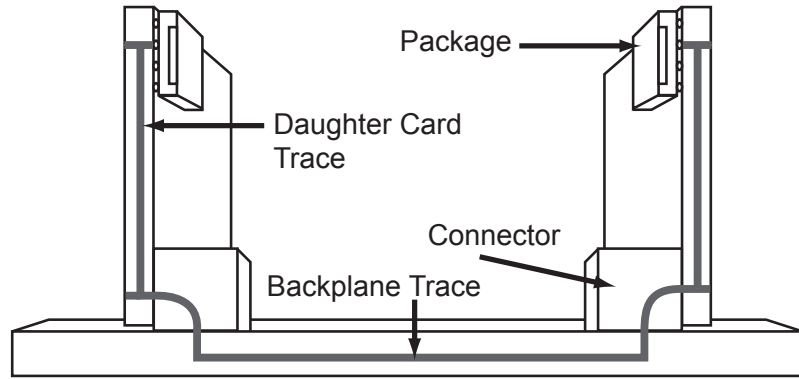 Package
Daughter Card
Trace
Connector
Backplane Trace